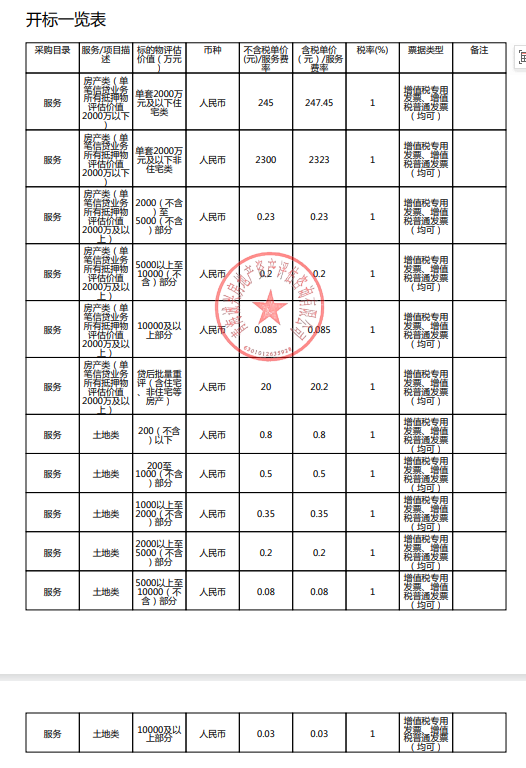 开标一览表
采购目录 服务/项目描述 标的物评估价值（万元） 币种 不含税单价(元)/服务费率 含税单价（元）/服务费率 税率(%) 票据类型 备注
服务 房产类（单笔信贷业务所有抵押物评估价值2000万以下） 单套2000万元及以下住宅类 人民币 245 247.45 1 增值税专用发票、增值税普通发票（均可）
服务 房产类（单笔信贷业务所有抵押物评估价值2000万以下） 单套2000万元及以下非住宅类 人民币 2300 2323 1 增值税专用发票、增值税普通发票（均可）
服务 房产类（单笔信贷业务所有抵押物评估价值2000万及以上） 2000（不含）至5000（不含）部分 人民币 0.23 0.23 1 增值税专用发票、增值税普通发票（均可）
服务 房产类（单笔信贷业务所有抵押物评估价值2000万及以上） 5000以上至10000（不含）部分 人民币 0.2 0.2 1 增值税专用发票、增值税普通发票（均可）
服务 房产类（单笔信贷业务所有抵押物评估价值2000万及以上） 10000及以上部分 人民币 0.085 0.085 1 增值税专用发票、增值税普通发票（均可）
服务 房产类（单笔信贷业务所有抵押物评估价值2000万及以上） 贷后批量重评（含住宅、非住宅等房产） 人民币 20 20.2 1 增值税专用发票、增值税普通发票（均可）
服务 土地类 200（不含）以下 人民币 0.8 0.8 1 增值税专用发票、增值税普通发票（均可）
服务 土地类 200至1000（不含）部分 人民币 0.5 0.5 1 增值税专用发票、增值税普通发票（均可）
服务 土地类 1000以上至2000（不含）部分 人民币 0.35 0.35 1 增值税专用发票、增值税普通发票（均可）
服务 土地类 2000以上至5000（不含）部分 人民币 0.2 0.2 1 增值税专用发票、增值税普通发票（均可）
服务 土地类 5000以上至10000（不含）部分 人民币 0.08 0.08 1 增值税专用发票、增值税普通发票（均可）
服务 土地类 10000及以上部分 人民币 0.03 0.03 1 增值税专用发票、增值税普通发票（均可）